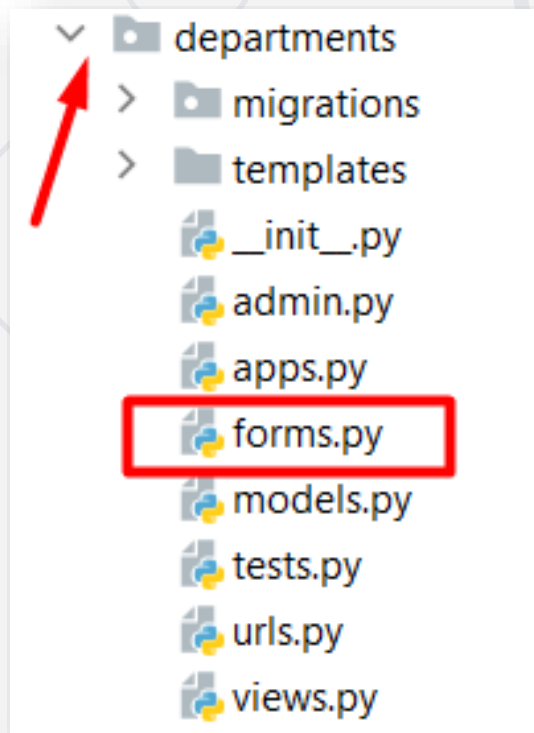 departments
migrations
templates
__init__.py
admin.py
apps.py
forms.py
models.py
tests.py
urls.py
views.py